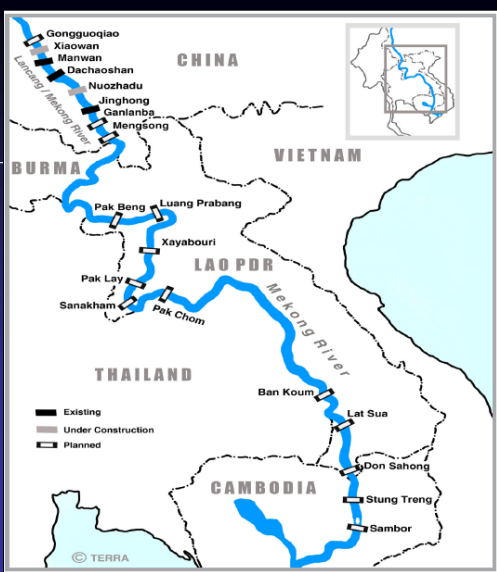 Gongguoqiao
Xiaowan
Manwan
Dachaoshan
Nuozhadu
Jinghong
Ganlanba
Mengsong
Lancang / Mekong River
CHINA
BURMA
VIETNAM
Pak Beng
Luang Prabang
Xayabouri
LAO PDR
Pak Lay
Sanakham
Pak Chom
Mekong River
THAILAND
Ban Koum
Lat Sua
Existing
Under Construction
Planned
Don Sahong
CAMBODIA
Stung Treng
Sambor
© TERRA